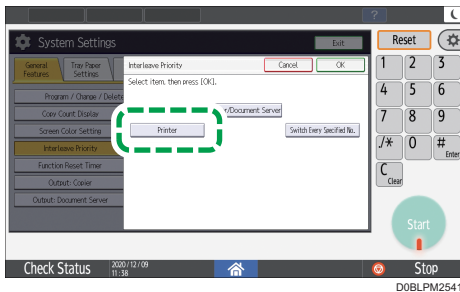 ?
System Settings
Exit
Reset
General Features
Tray Paper Settings
Interleave Priority
Cancel
OK
Select item, then press [OK].
Program / Change / Delete
r/Document Server
Copy Count Display
Screen Color Setting
Printer
Switch Every Specified No.
Interleave Priority
Function Reset Timer
Output: Copier
Output: Document Server
1 2 3
4 5 6
7 8 9
./* 0 #
Enter
C
Clear
Start
Check Status
2020/12/09
11:38
Stop
D0BLPM2541